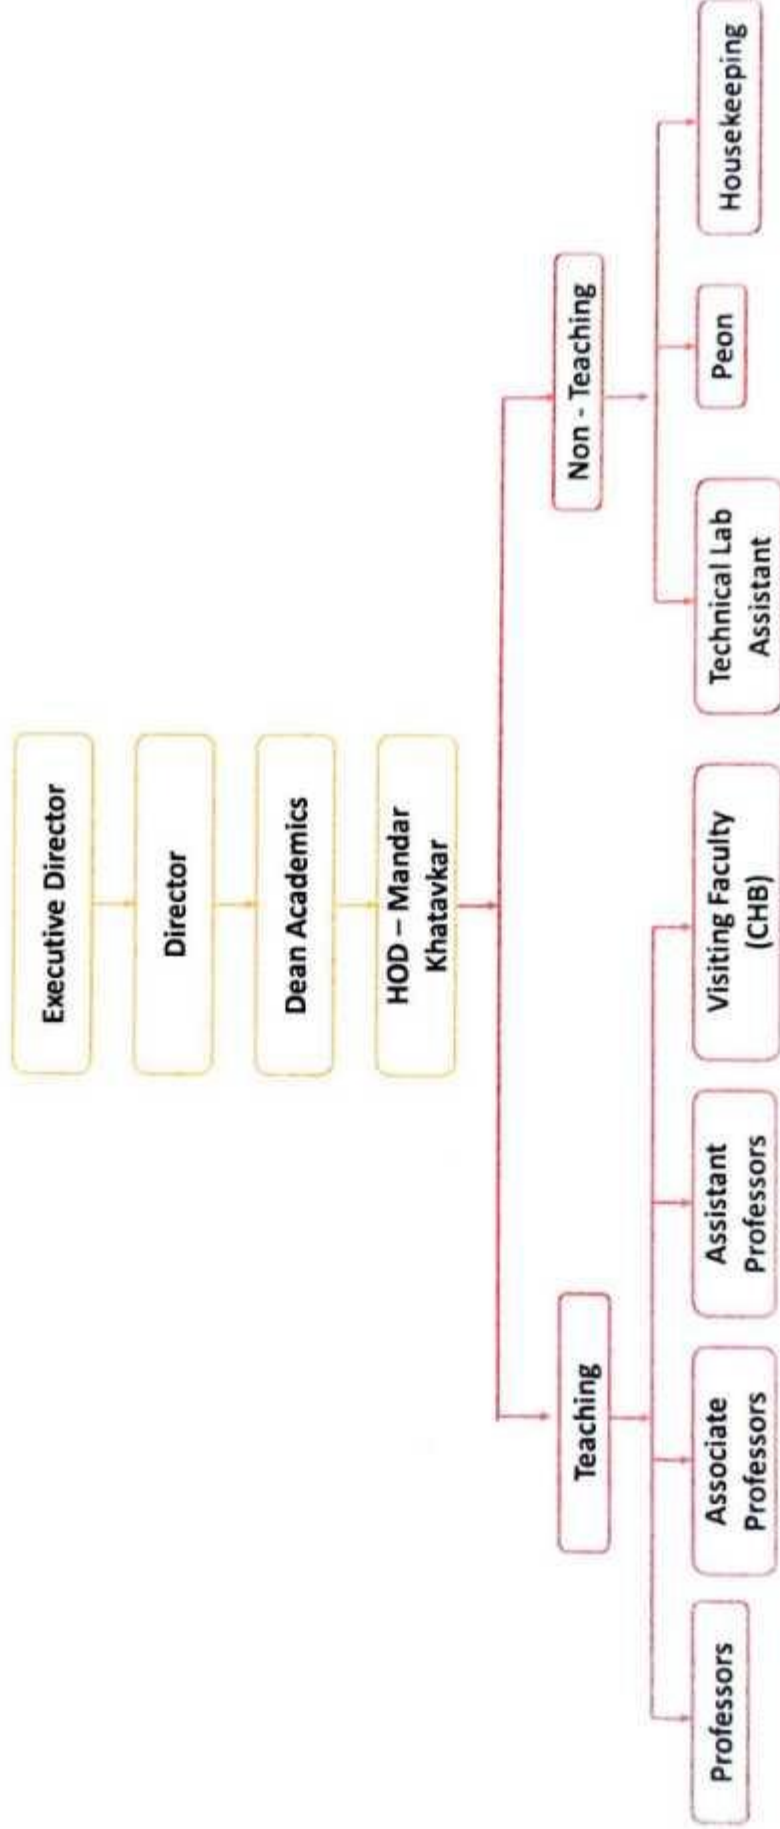 Executive Director
Director
Dean Academics
HOD – Mandar
Khatavkar
Teaching
Non - Teaching
Professors
Associate
Professors
Assistant
Professors
Visiting Faculty
(CHB)
Technical Lab
Assistant
Peon
Housekeeping